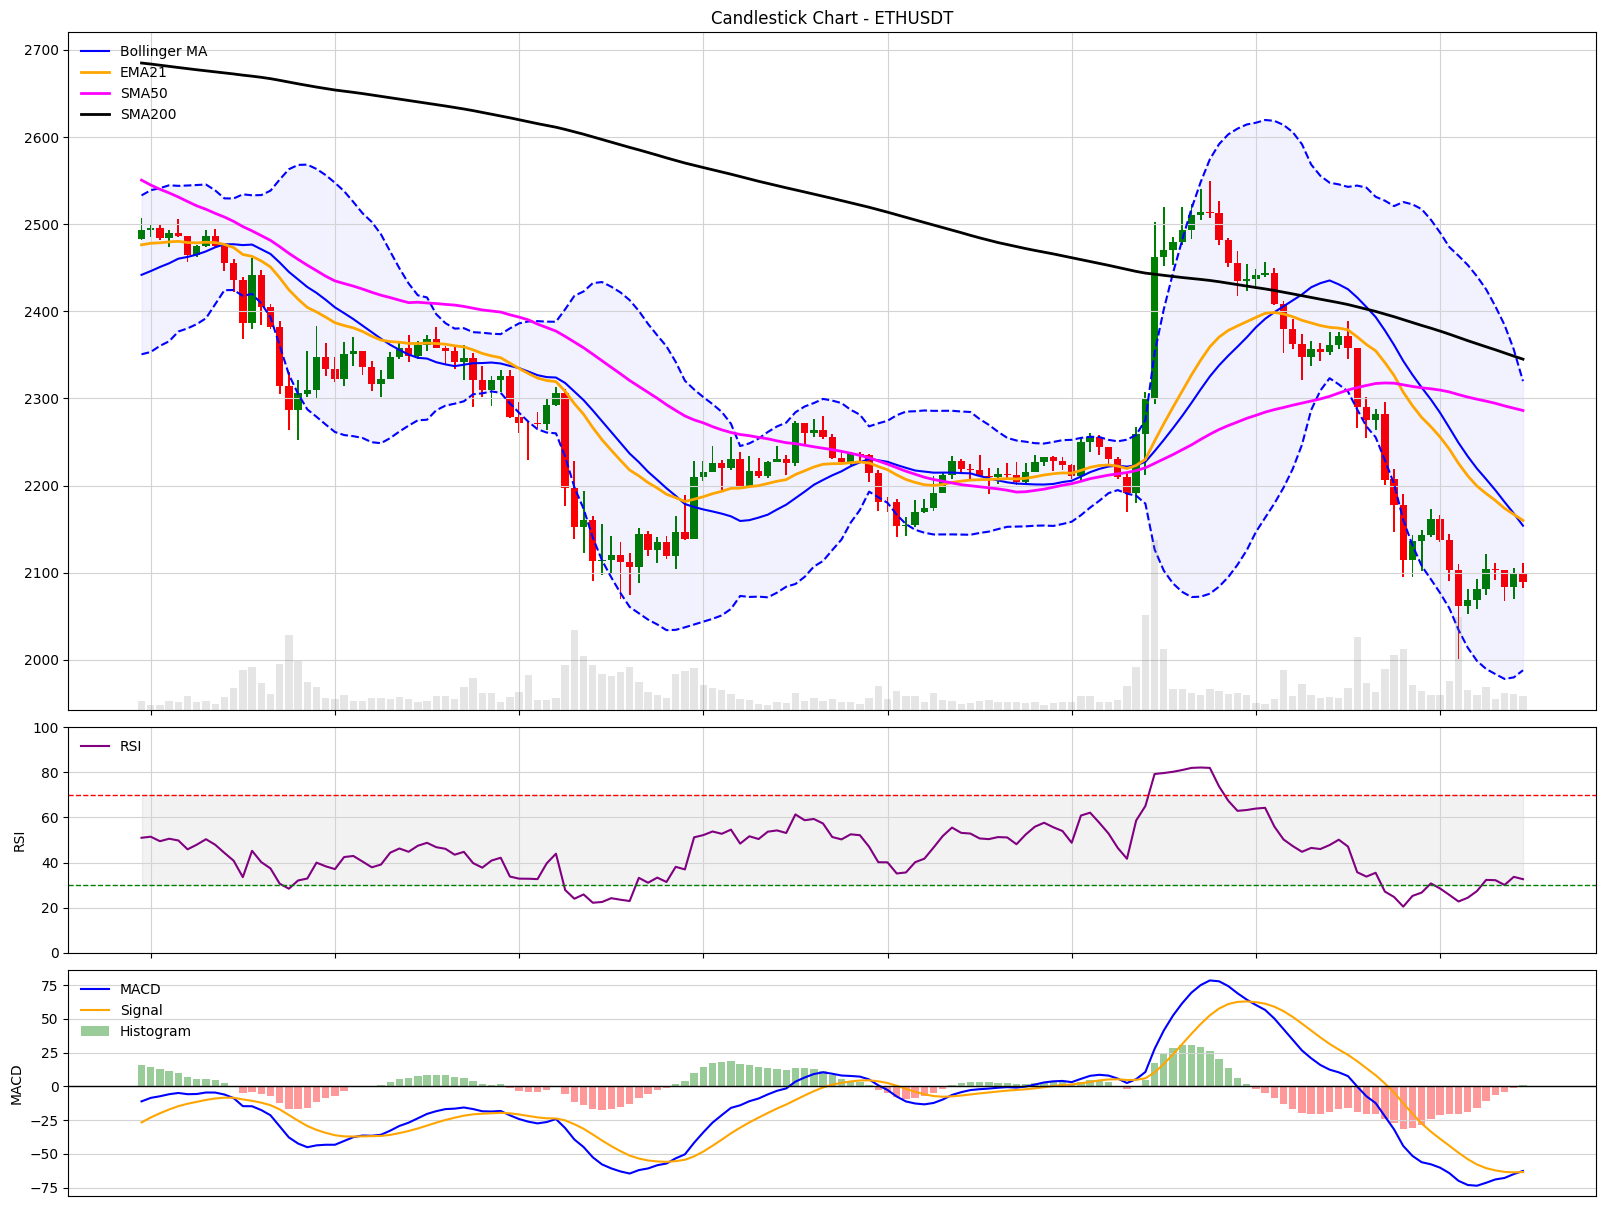 Candlestick Chart - ETHUSDT
Bollinger MA
EMA21
SMA50
SMA200
2700
2600
2500
2400
2300
2200
2100
2000
RSI
100
80
60
40
20
0
RSI
MACD
Signal
Histogram
75
50
25
0
−25
−50
−75
MACD